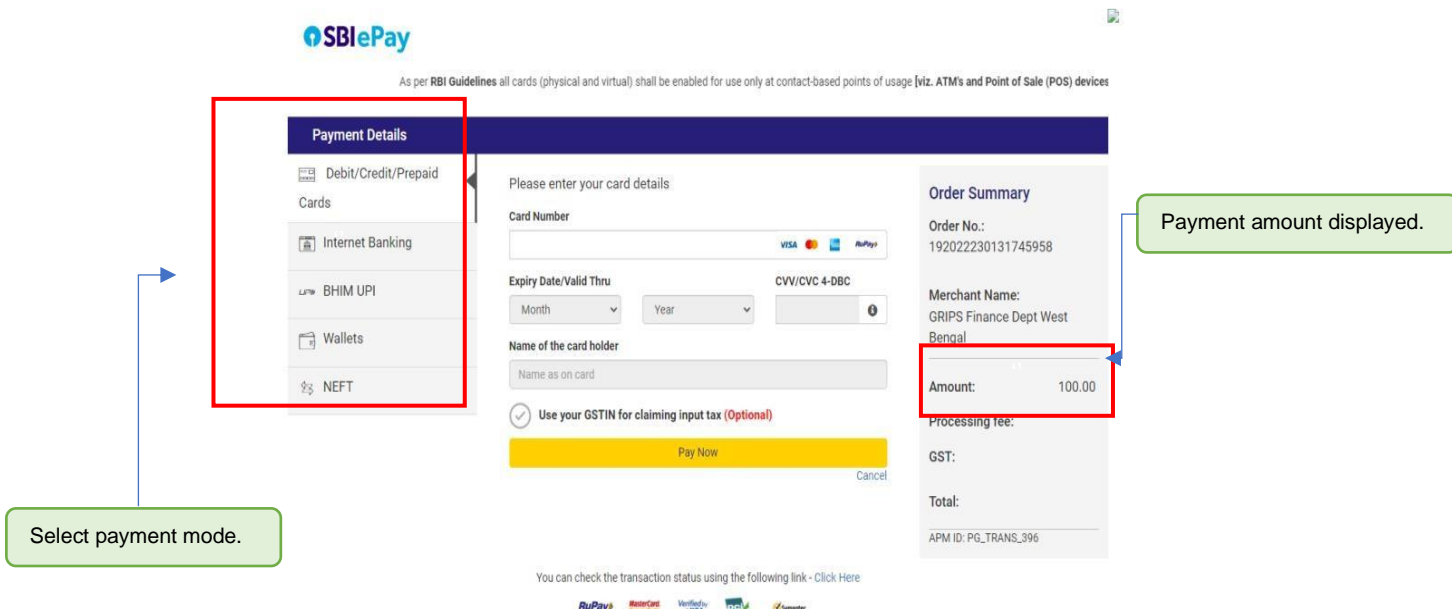 SBI ePay
As per RBI Guidelines all cards (physical and virtual) shall be enabled for use only at contact-based points of usage [viz. ATM's and Point of Sale (POS) devices
Payment Details
Debit/Credit/Prepaid
Cards
Internet Banking
BHIM UPI
Wallets
NEFT
Please enter your card details
Card Number
VISA RuPay
Expiry Date/Valid Thru
CVV/CVC 4-DBC
Month
Year
Name of the card holder
Name as on card
Use your GSTIN for claiming input tax (Optional)
Pay Now
Cancel
Order Summary
Order No.:
192022230131745958
Merchant Name:
GRIPS Finance Dept West
Bengal
Amount: 100.00
Processing fee:
GST:
Total:
APM ID: PG_TRANS_396
Payment amount displayed.
Select payment mode.
You can check the transaction status using the following link - Click Here
RuPay MasterCard. Verified by